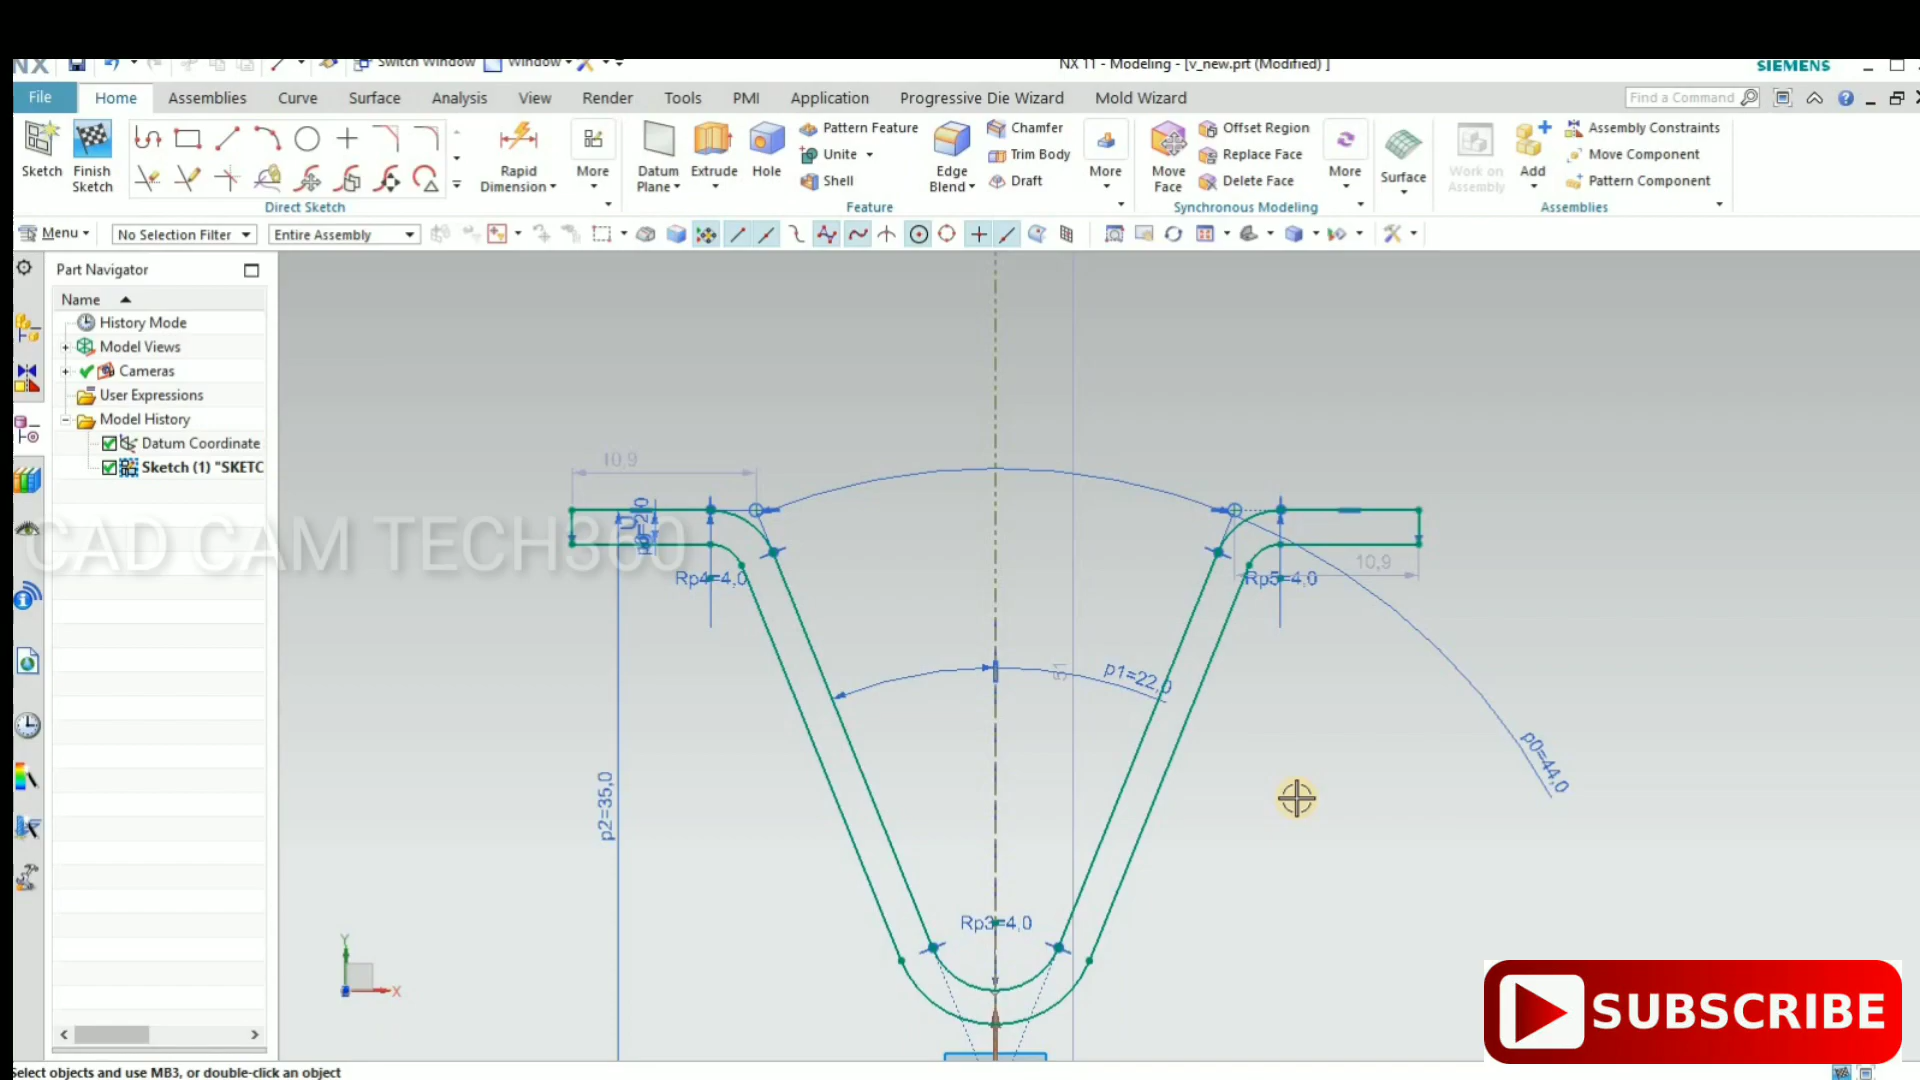 NX
Switch Window
Window
NX 11 - Modeling - [v_new.prt (Modified) ]
SIEMENS
File
Home
Assemblies
Curve
Surface
Analysis
View
Render
Tools
PMI
Application
Progressive Die Wizard
Mold Wizard
Find a Command
Sketch
Finish
Sketch
Direct Sketch
Rapid
Dimension
More
Datum
Plane
Extrude
Hole
Pattern Feature
Unite
Shell
Edge
Blend
Chamfer
Trim Body
Draft
More
Feature
Move
Face
Offset Region
Replace Face
Delete Face
More
Synchronous Modeling
Surface
Work on
Assembly
Add
Assembly Constraints
Move Component
Pattern Component
Assemblies
Menu
No Selection Filter
Entire Assembly
Part Navigator
Name
History Mode
Model Views
Cameras
User Expressions
Model History
Datum Coordinate
Sketch (1) "SKETC
CAD CAM TECH360
10,9
Rp4=4,0
Rp5=4,0
10,9
p1=22,0
51
p0=44,0
p2=35,0
Rp3=4,0
Y
X
SUBSCRIBE
Select objects and use MB3, or double-click an object